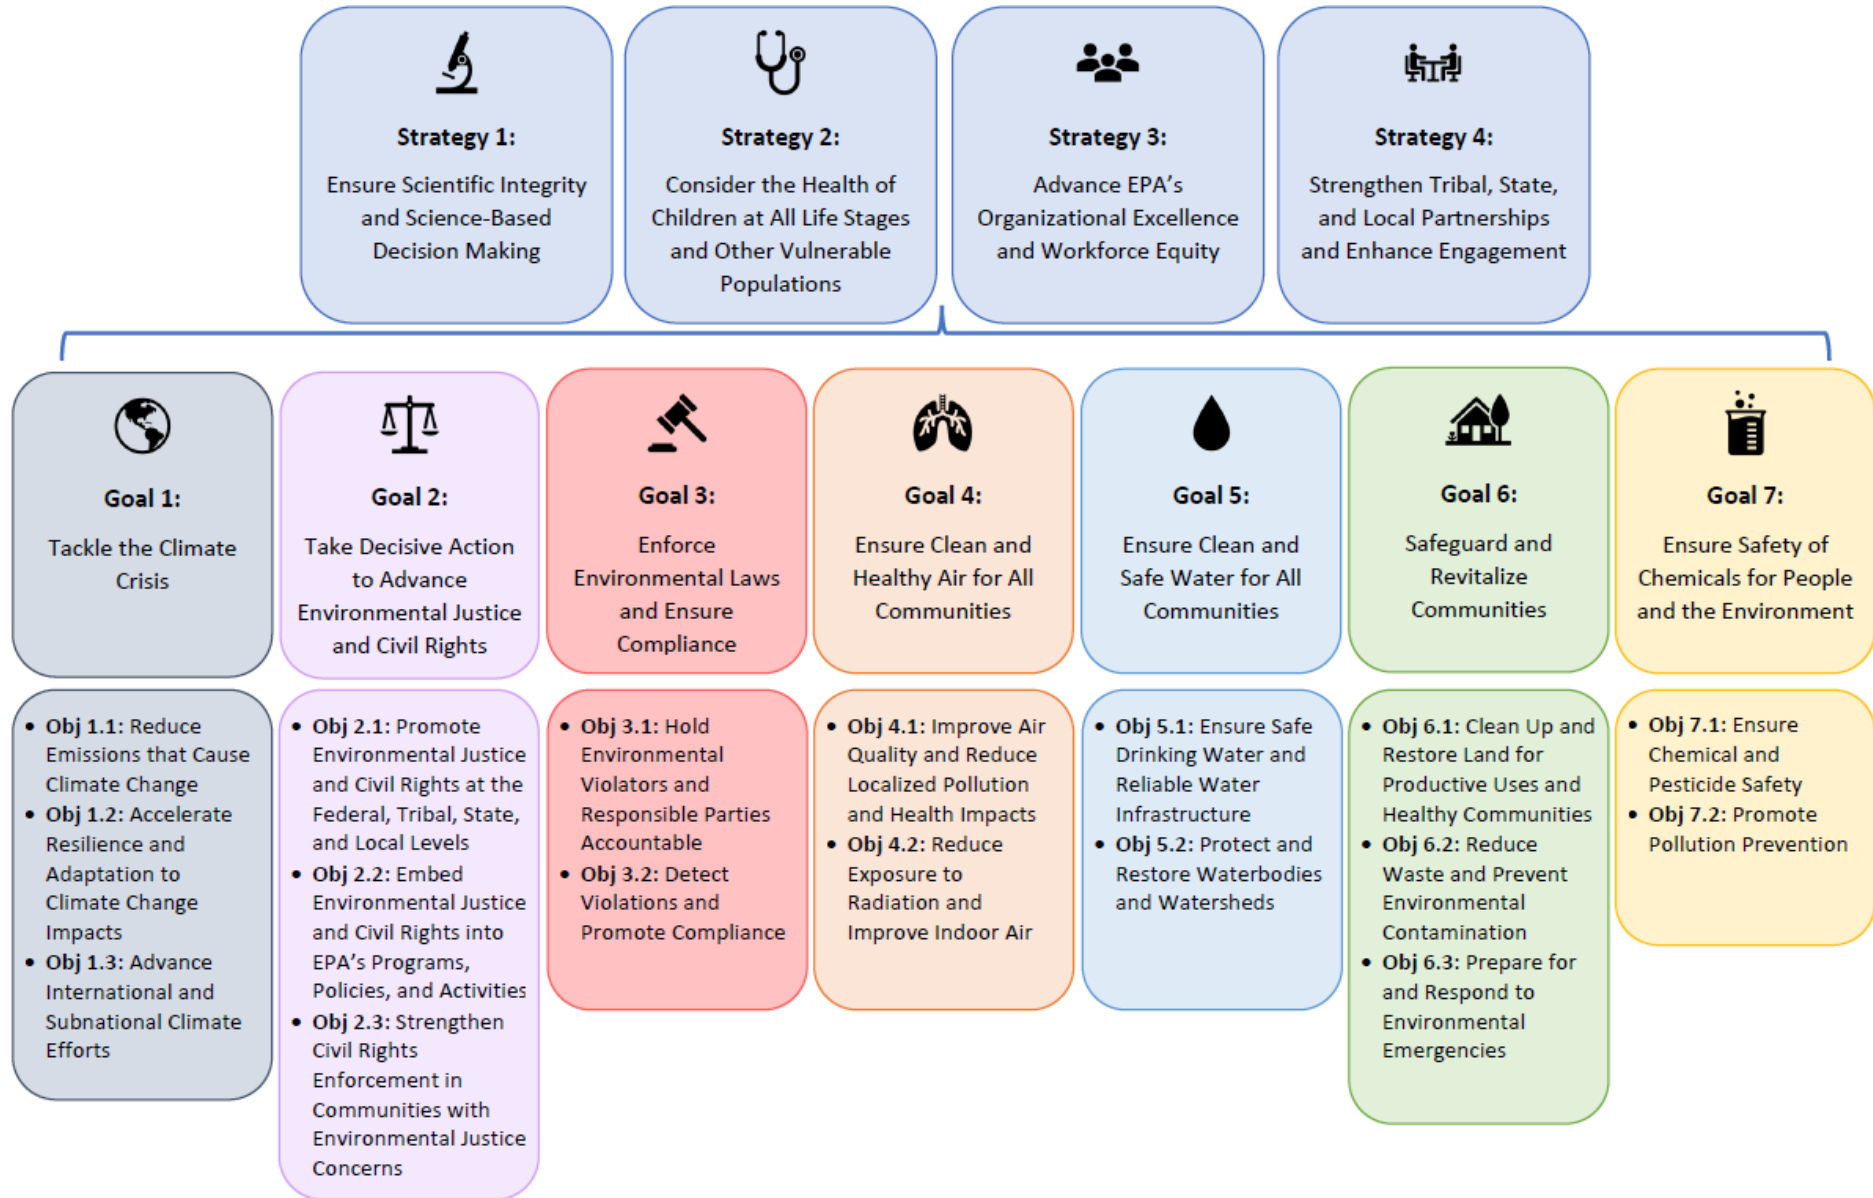 Strategy 1:
Ensure Scientific Integrity
and Science-Based
Decision Making
Strategy 2:
Consider the Health of
Children at All Life Stages
and Other Vulnerable
Populations
Strategy 3:
Advance EPA’s
Organizational Excellence
and Workforce Equity
Strategy 4:
Strengthen Tribal, State,
and Local Partnerships
and Enhance Engagement
Goal 1:
Tackle the Climate
Crisis
Goal 2:
Take Decisive Action
to Advance
Environmental Justice
and Civil Rights
Goal 3:
Enforce
Environmental Laws
and Ensure
Compliance
Goal 4:
Ensure Clean and
Healthy Air for All
Communities
Goal 5:
Ensure Clean and
Safe Water for All
Communities
Goal 6:
Safeguard and
Revitalize
Communities
Goal 7:
Ensure Safety of
Chemicals for People
and the Environment
• Obj 1.1: Reduce
Emissions that Cause
Climate Change
• Obj 1.2: Accelerate
Resilience and
Adaptation to
Climate Change
Impacts
• Obj 1.3: Advance
International and
Subnational Climate
Efforts
• Obj 2.1: Promote
Environmental Justice
and Civil Rights at the
Federal, Tribal, State,
and Local Levels
• Obj 2.2: Embed
Environmental Justice
and Civil Rights into
EPA’s Programs,
Policies, and Activities
• Obj 2.3: Strengthen
Civil Rights
Enforcement in
Communities with
Environmental Justice
Concerns
• Obj 3.1: Hold
Environmental
Violators and
Responsible Parties
Accountable
• Obj 3.2: Detect
Violations and
Promote Compliance
• Obj 4.1: Improve Air
Quality and Reduce
Localized Pollution
and Health Impacts
• Obj 4.2: Reduce
Exposure to
Radiation and
Improve Indoor Air
• Obj 5.1: Ensure Safe
Drinking Water and
Reliable Water
Infrastructure
• Obj 5.2: Protect and
Restore Waterbodies
and Watersheds
• Obj 6.1: Clean Up and
Restore Land for
Productive Uses and
Healthy Communities
• Obj 6.2: Reduce
Waste and Prevent
Environmental
Contamination
• Obj 6.3: Prepare for
and Respond to
Environmental
Emergencies
• Obj 7.1: Ensure
Chemical and
Pesticide Safety
• Obj 7.2: Promote
Pollution Prevention